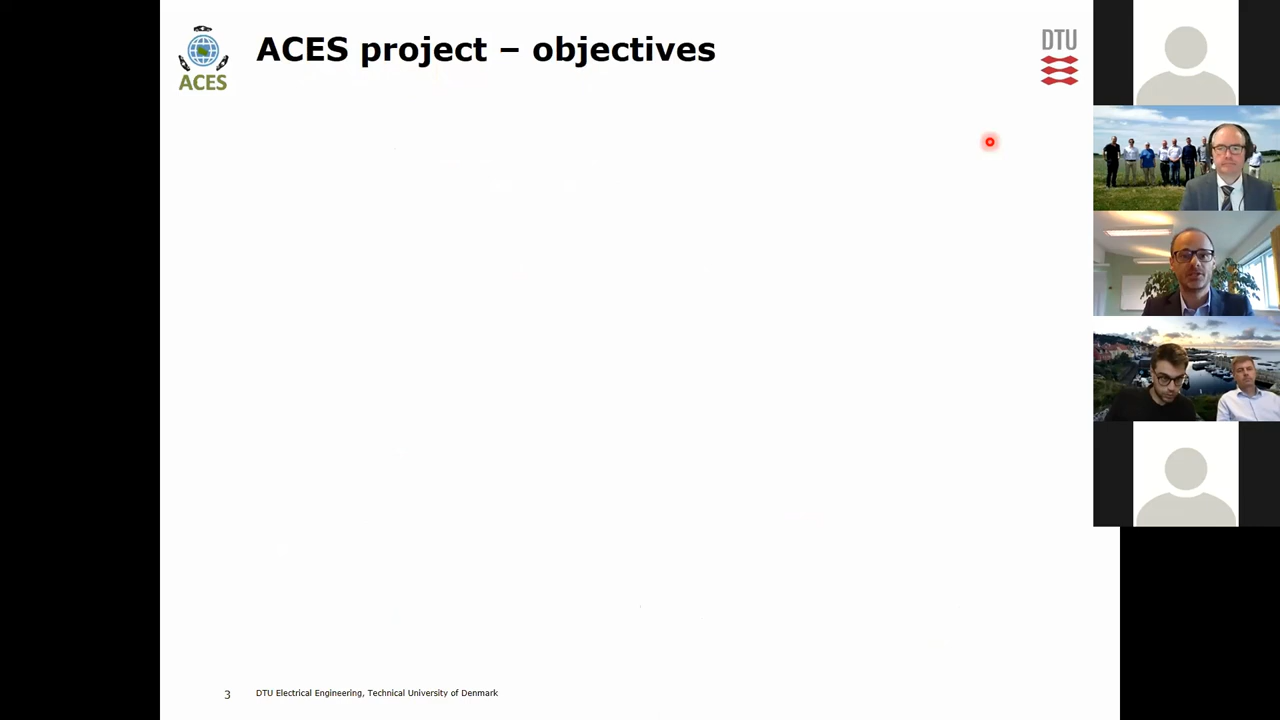 ACES project – objectives
ACES
DTU
3
DTU Electrical Engineering, Technical University of Denmark